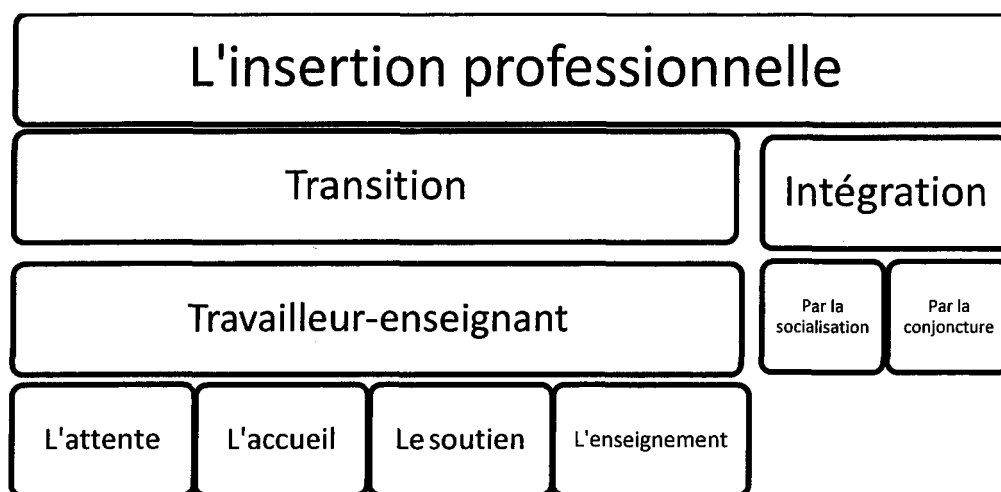 L'insertion professionnelle
Transition
Intégration
Travailleur-enseignant
Par la
socialisation
Par la
conjoncture
L'attente
L'accueil
Le soutien
L'enseignement